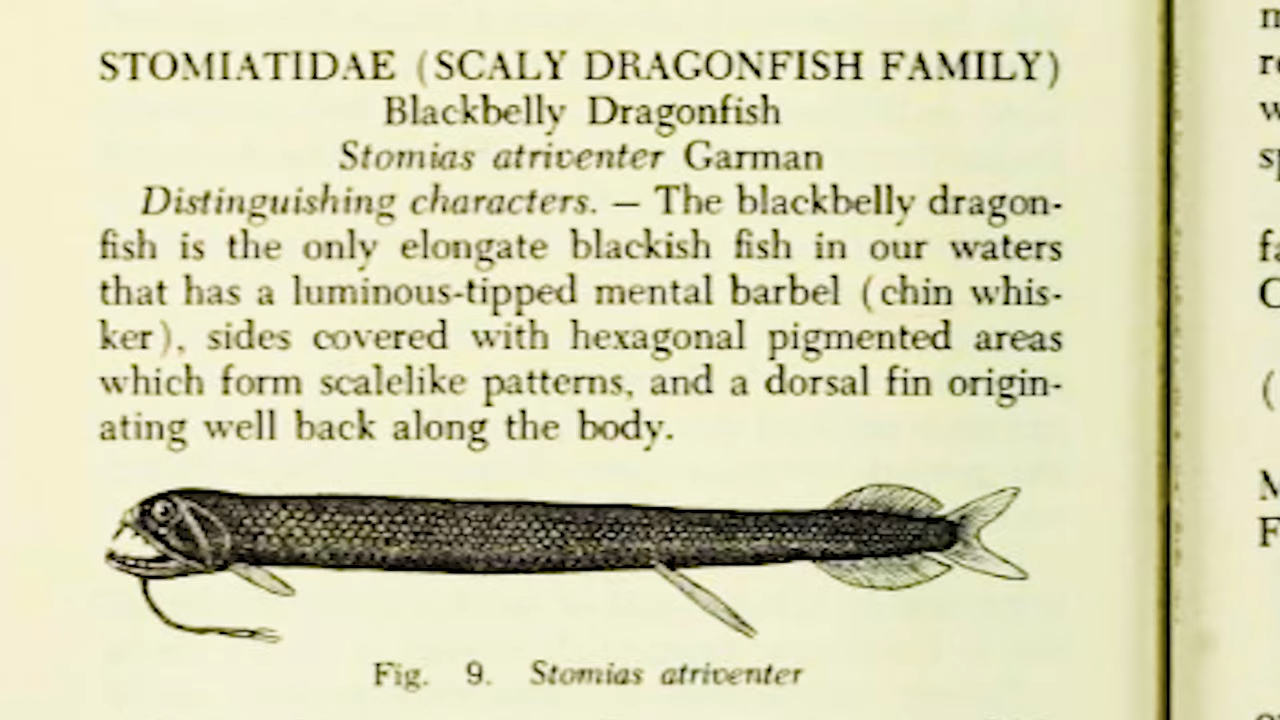 STOMIATIDAE (SCALY DRAGONFISH FAMILY)
Blackbelly Dragonfish
Stomias atriventer Garman
Distinguishing characters. — The blackbelly dragon-
fish is the only elongate blackish fish in our waters
that has a luminous-tipped mental barbel (chin whis-
ker), sides covered with hexagonal pigmented areas
which form scalelike patterns, and a dorsal fin origin-
ating well back along the body.
Fig. 9. Stomias atriventer